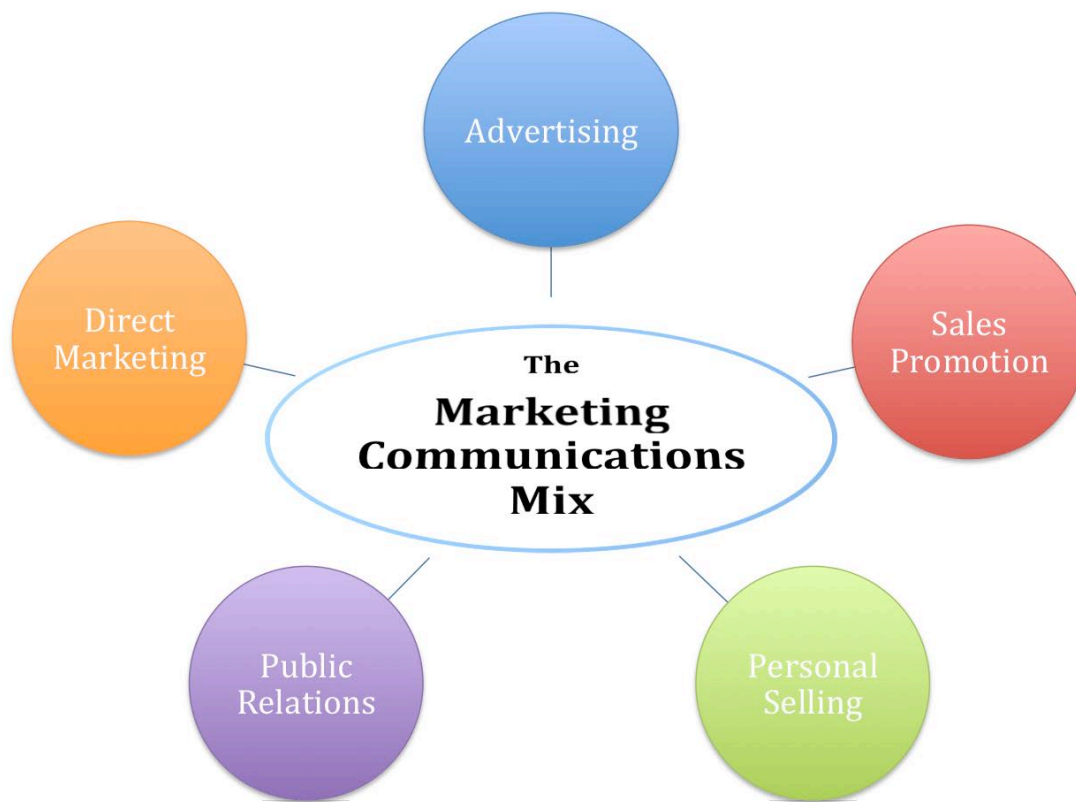 Advertising
Direct
Marketing
Sales
Promotion
The
Marketing
Communications
Mix
Public
Relations
Personal
Selling